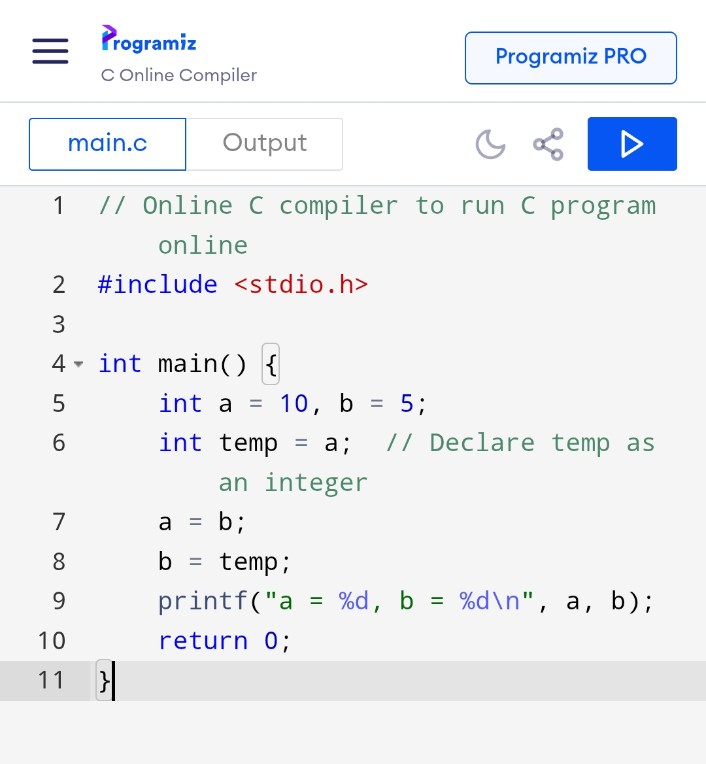 Programiz
C Online Compiler
Programiz PRO
main.c
Output
1 // Online C compiler to run C program
online
2 #include <stdio.h>
3
4 int main() {
5 int a = 10, b = 5;
6 int temp = a;  // Declare temp as
an integer
7 a = b;
8 b = temp;
9 printf("a = %d, b = %d\n", a, b);
10 return 0;
11 }